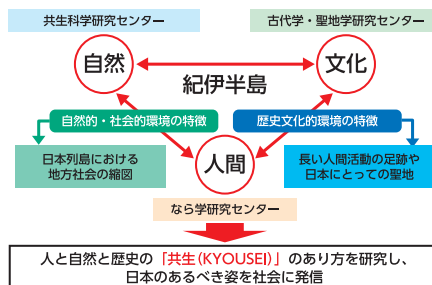 共生科学研究センター
古代学・聖地学研究センター
自然
文化
紀伊半島
自然的・社会的環境の特徴
歴史文化的環境の特徴
人間
日本列島における
地方社会の縮図
長い人間活動の足跡や
日本にとっての聖地
なら学研究センター
人と自然と歴史の「共生(KYOUSEI)」のあり方を研究し、
日本のあるべき姿を社会に発信